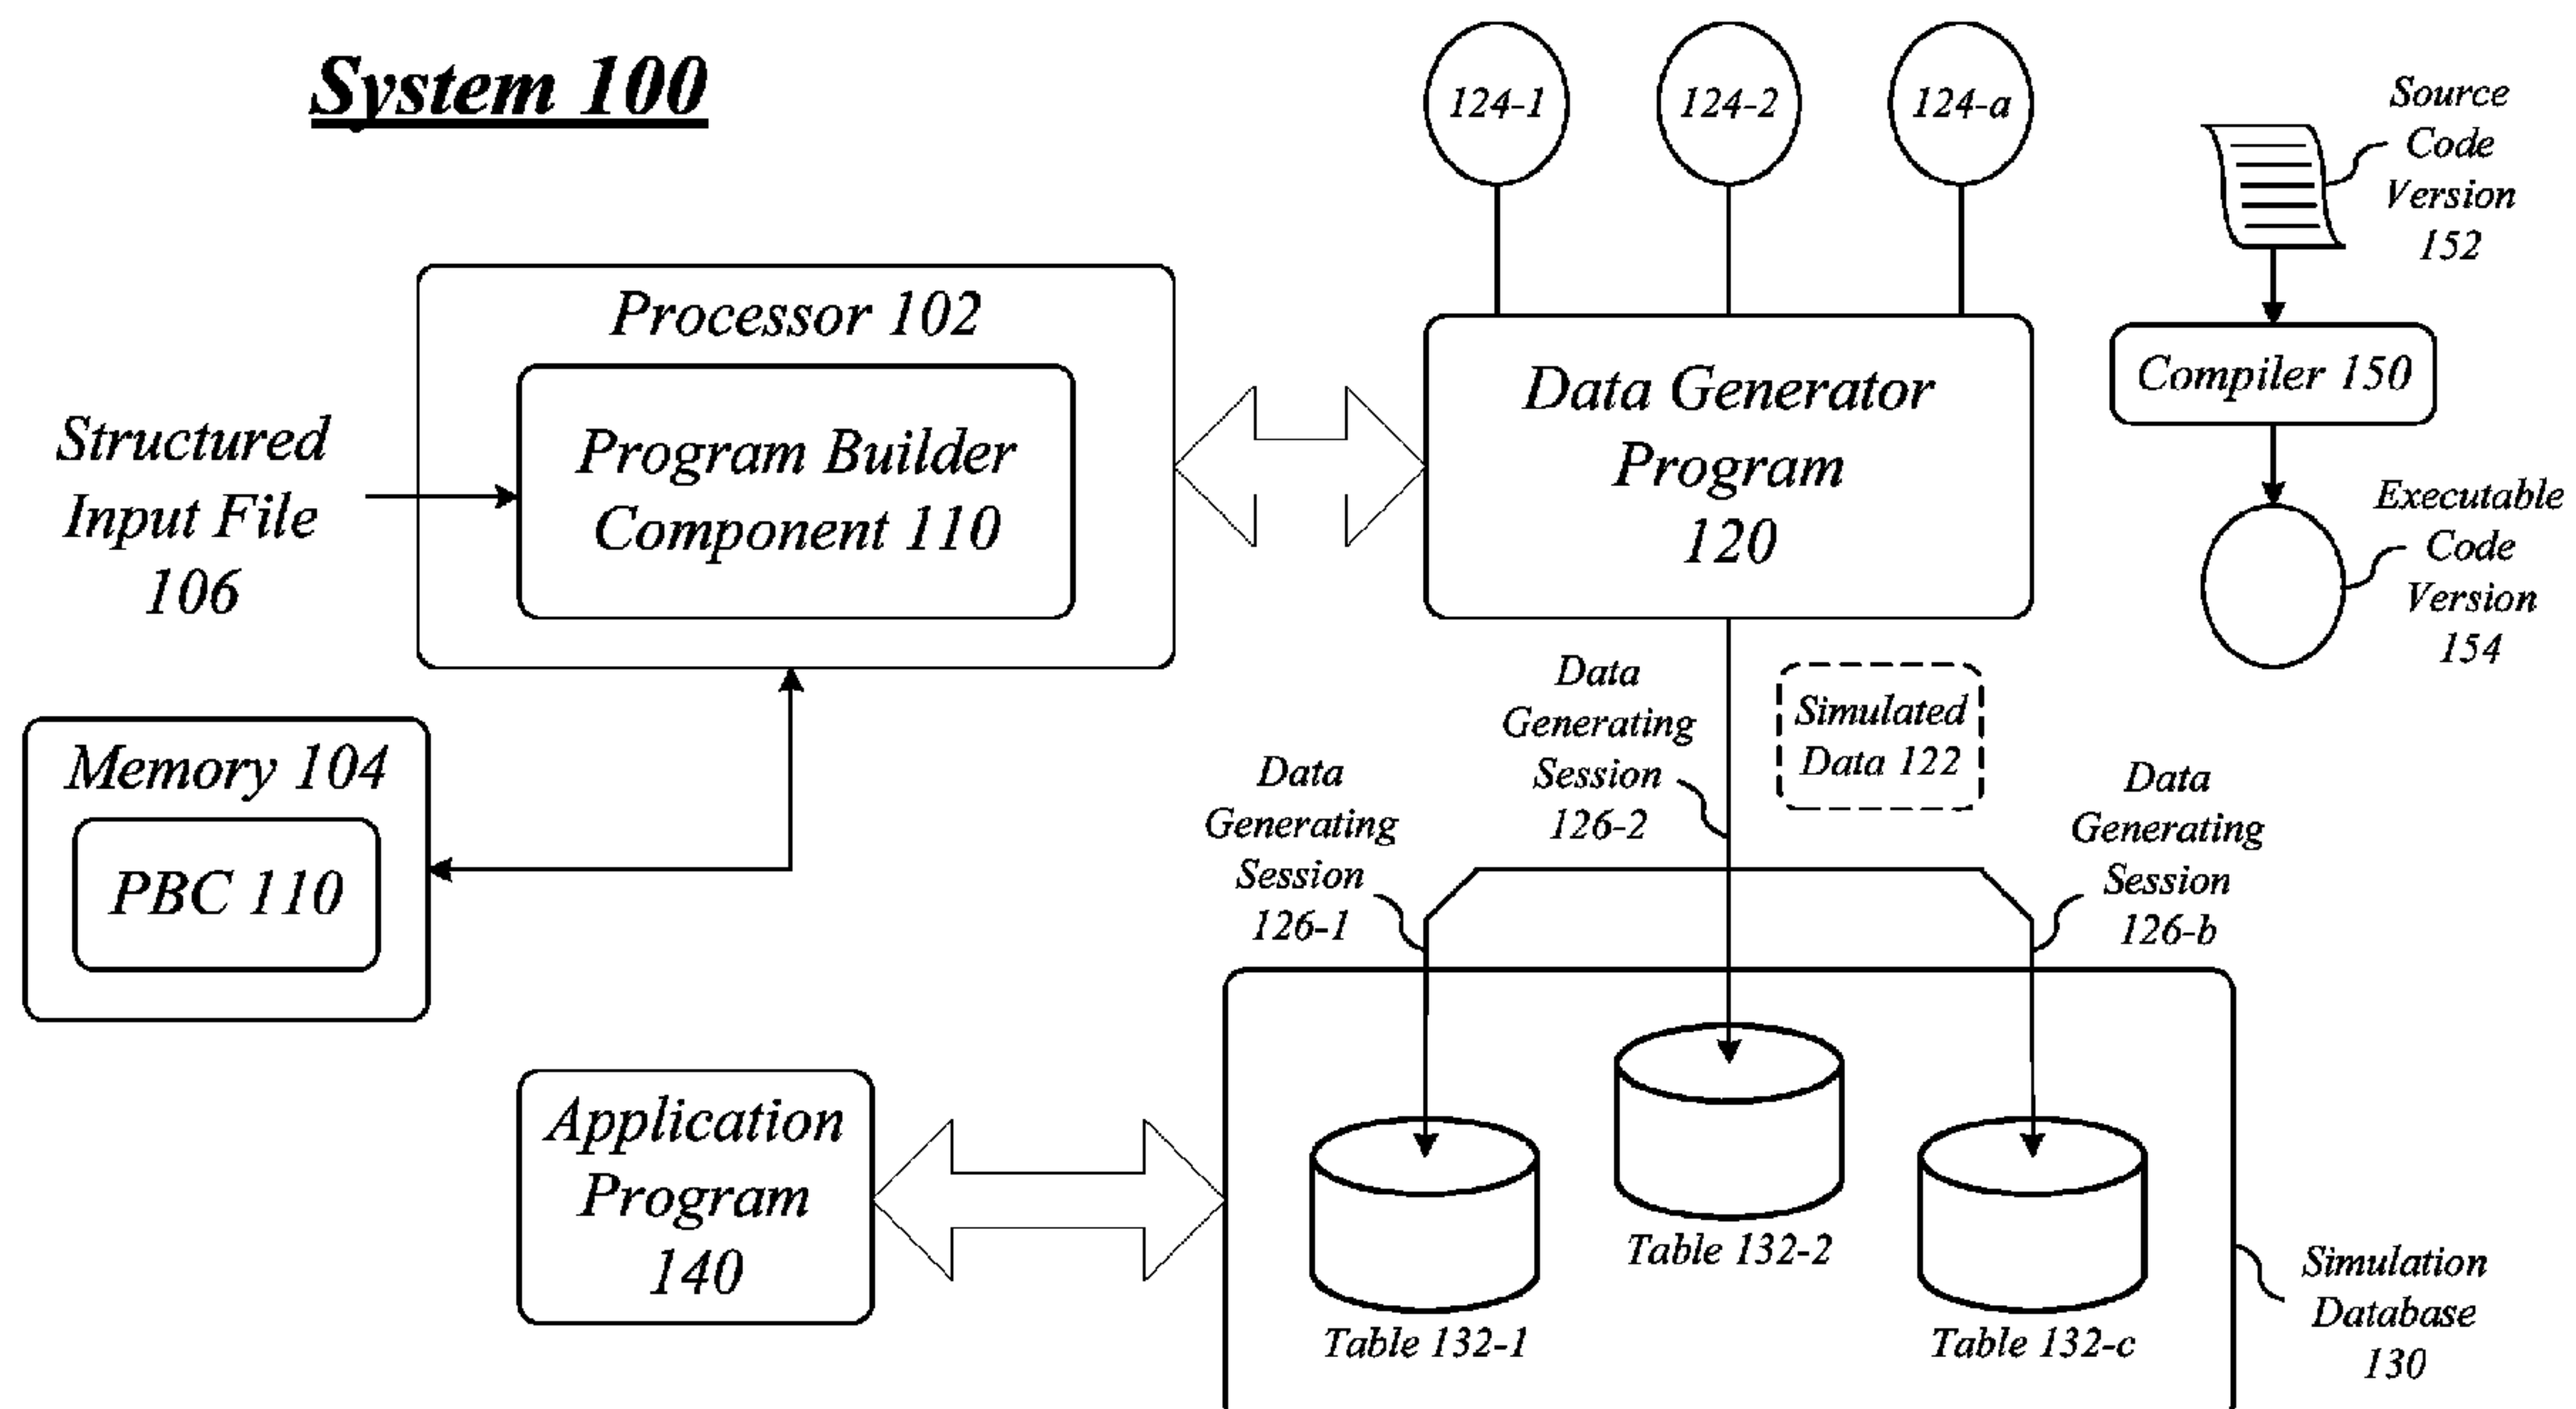 System 100
124-1
124-2
124-a
Source
Code
Version
152
Processor 102
Program Builder
Component 110
Structured
Input File
106
Data Generator
Program
120
Compiler 150
Executable
Code
Version
154
Memory 104
PBC 110
Data
Generating
Session
126-2
Simulated
Data 122
Data
Generating
Session
126-1
Data
Generating
Session
126-b
Application
Program
140
Table 132-1
Table 132-2
Table 132-c
Simulation
Database
130